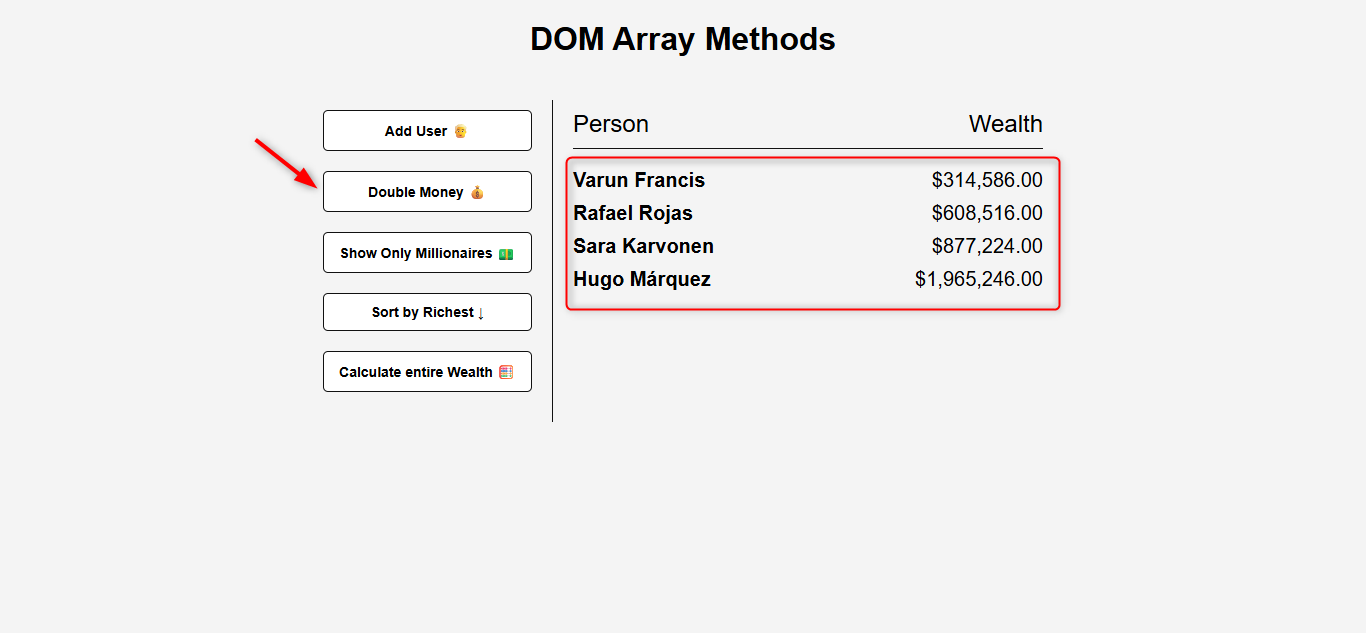 DOM Array Methods
Add User 👱
Double Money 💰
Show Only Millionaires 💵
Sort by Richest ↓
Calculate entire Wealth 🧮
Person Wealth
Varun Francis $314,586.00
Rafael Rojas $608,516.00
Sara Karvonen $877,224.00
Hugo Márquez $1,965,246.00